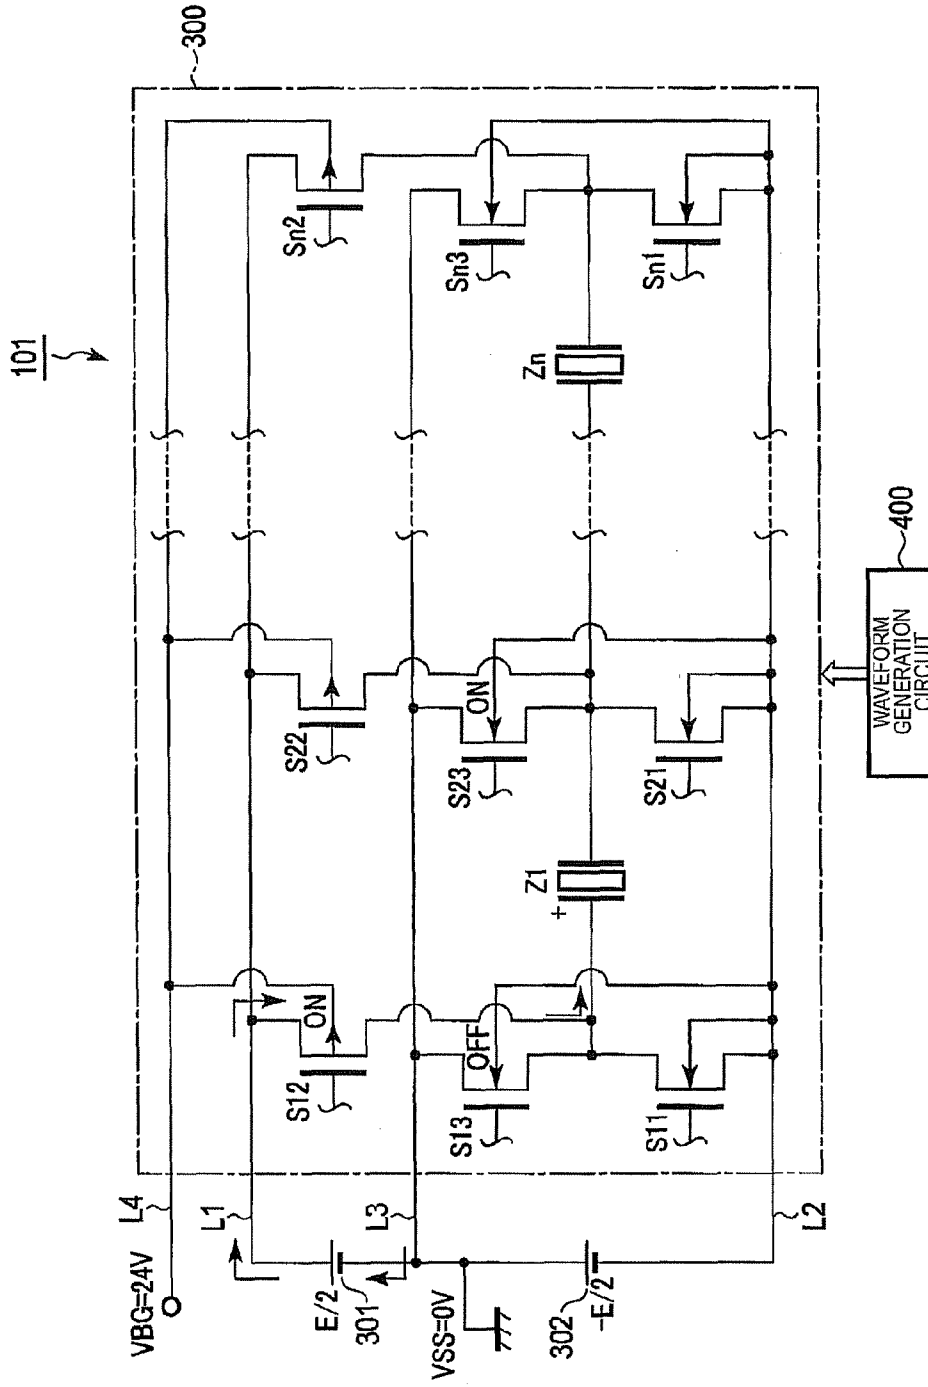 101
300
VBG=24V
L4
L1
E/2
301
L3
VSS=0V
302
-E/2
L2
S12
ON
S13
OFF
S11
+
Z1
S22
S23
ON
S21
Zn
Sn2
Sn3
Sn1
WAVEFORM
GENERATION
CIRCUIT
400